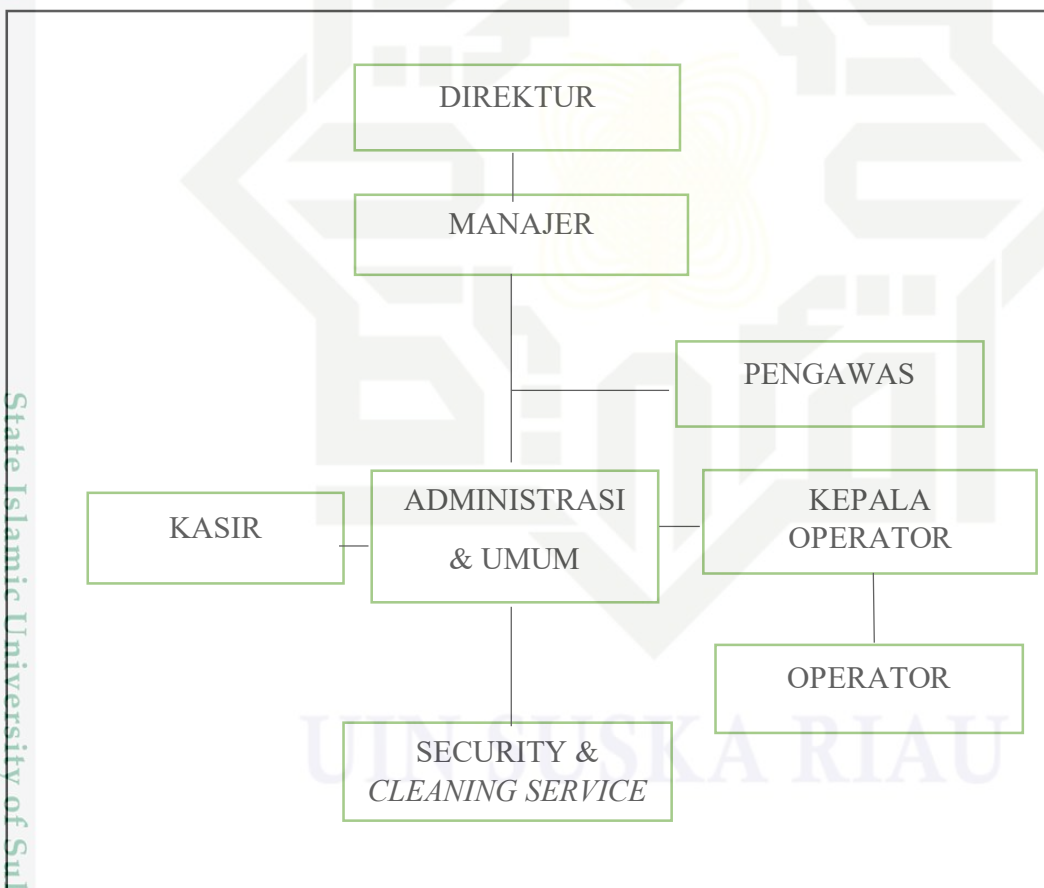 DIREKTUR
MANAJER
PENGAWAS
KASIR
ADMINISTRASI
& UMUM
KEPALA
OPERATOR
OPERATOR
SECURITY &
CLEANING SERVICE
UIN SUSKA RIAU
State Islamic University of Sul